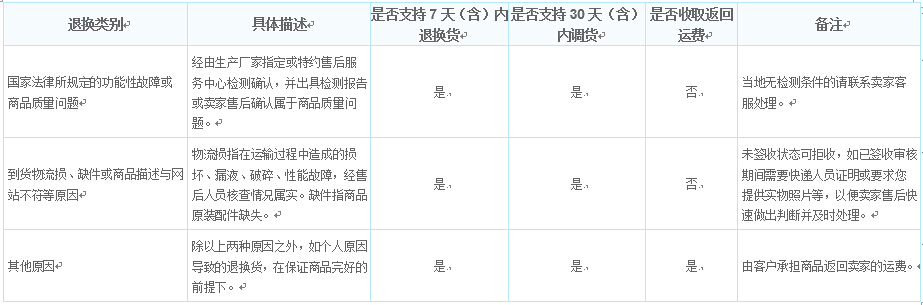 退换类别
具体描述
是否支持 7 天（含）内
退换货
是否支持 30 天（含）
内调货
是否收取返回
运费
备注
国家法律所规定的功能性故障或
商品质量问题
经由生产厂家指定或特约售后服
务中心检测确认，并出具检测报告
或卖家售后确认属于商品质量问
题。
是
是
否
当地无检测条件的请联系卖家客
服处理。
到货物流损、缺件或商品描述与网
站不符等原因
物流损指在运输过程中造成的损
坏、漏液、破碎、性能故障，经售
后人员核查情况属实。缺件指商品
原装配件缺失。
是
是
否
未签收状态可拒收，如已签收审核
期间需要快递人员证明或要求您
提供实物照片等，以便卖家售后快
速做出判断并及时处理。
其他原因
除以上两种原因之外，如个人原因
导致的退换货，在保证商品完好的
前提下。
是
是
是
由客户承担商品返回卖家的运费。